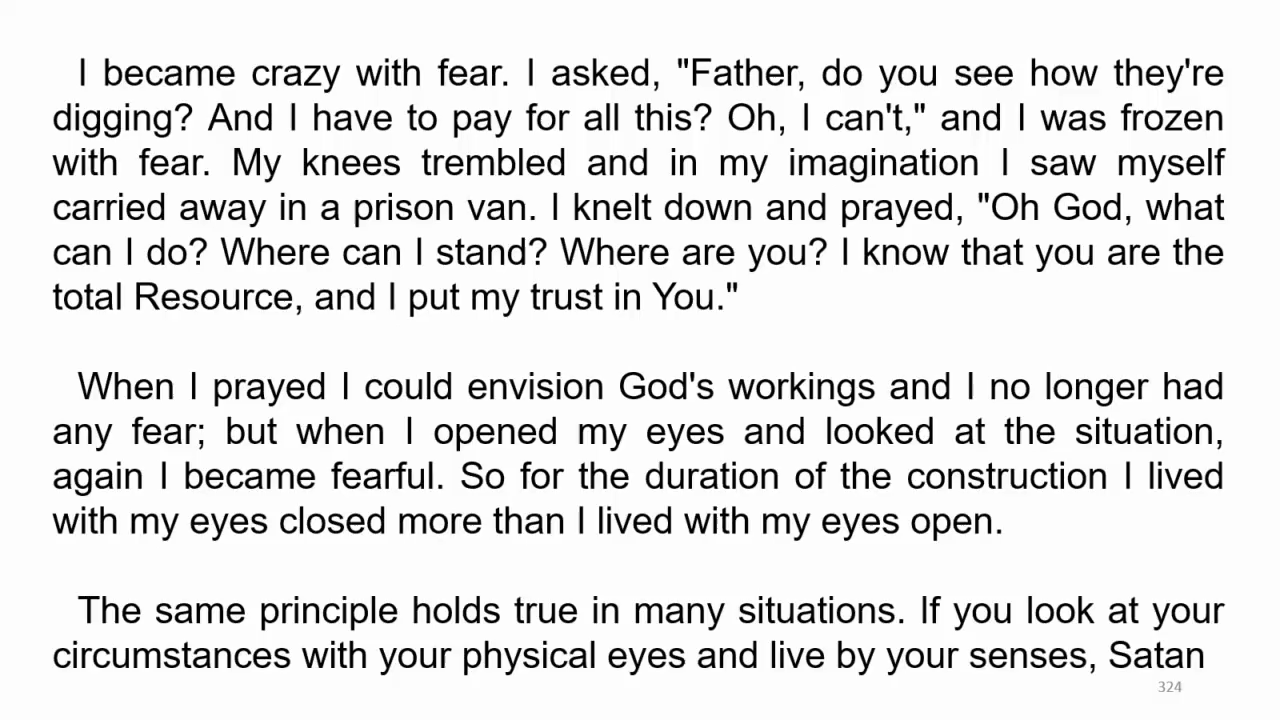 I became crazy with fear. I asked, "Father, do you see how they're
digging? And I have to pay for all this? Oh, I can't," and I was frozen
with fear. My knees trembled and in my imagination I saw myself
carried away in a prison van. I knelt down and prayed, "Oh God, what
can I do? Where can I stand? Where are you? I know that you are the
total Resource, and I put my trust in You."
When I prayed I could envision God's workings and I no longer had
any fear; but when I opened my eyes and looked at the situation,
again I became fearful. So for the duration of the construction I lived
with my eyes closed more than I lived with my eyes open.
The same principle holds true in many situations. If you look at your
circumstances with your physical eyes and live by your senses, Satan
324